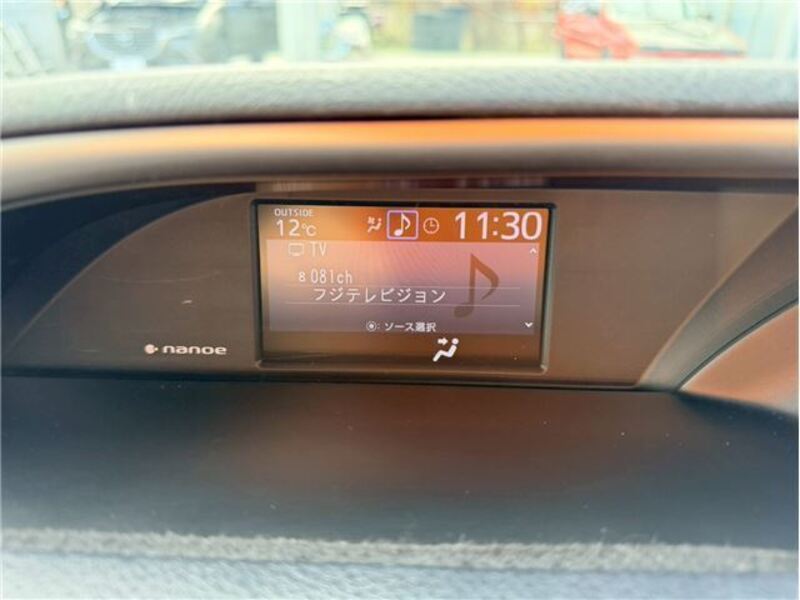 OUTSIDE
12℃
11:30
TV
8 081ch
フジテレビジョン
◉: ソース選択
nanoe